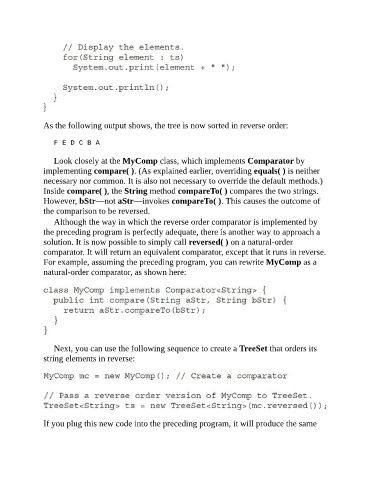 // Display the elements.
for(String element : ts)
System.out.print(element + " ");
System.out.println();
}
}
As the following output shows, the tree is now sorted in reverse order:
F E D C B A
Look closely at the MyComp class, which implements Comparator by
implementing compare( ). (As explained earlier, overriding equals( ) is neither
necessary nor common. It is also not necessary to override the default methods.)
Inside compare( ), the String method compareTo( ) compares the two strings.
However, bStr—not aStr—invokes compareTo( ). This causes the outcome of
the comparison to be reversed.
Although the way in which the reverse order comparator is implemented by
the preceding program is perfectly adequate, there is another way to approach a
solution. It is now possible to simply call reversed( ) on a natural-order
comparator. It will return an equivalent comparator, except that it runs in reverse.
For example, assuming the preceding program, you can rewrite MyComp as a
natural-order comparator, as shown here:
class MyComp implements Comparator<String> {
public int compare(String aStr, String bStr) {
return aStr.compareTo(bStr);
}
}
Next, you can use the following sequence to create a TreeSet that orders its
string elements in reverse:
MyComp mc = new MyComp(); // Create a comparator
// Pass a reverse order version of MyComp to TreeSet.
TreeSet<String> ts = new TreeSet<String>(mc.reversed());
If you plug this new code into the preceding program, it will produce the same